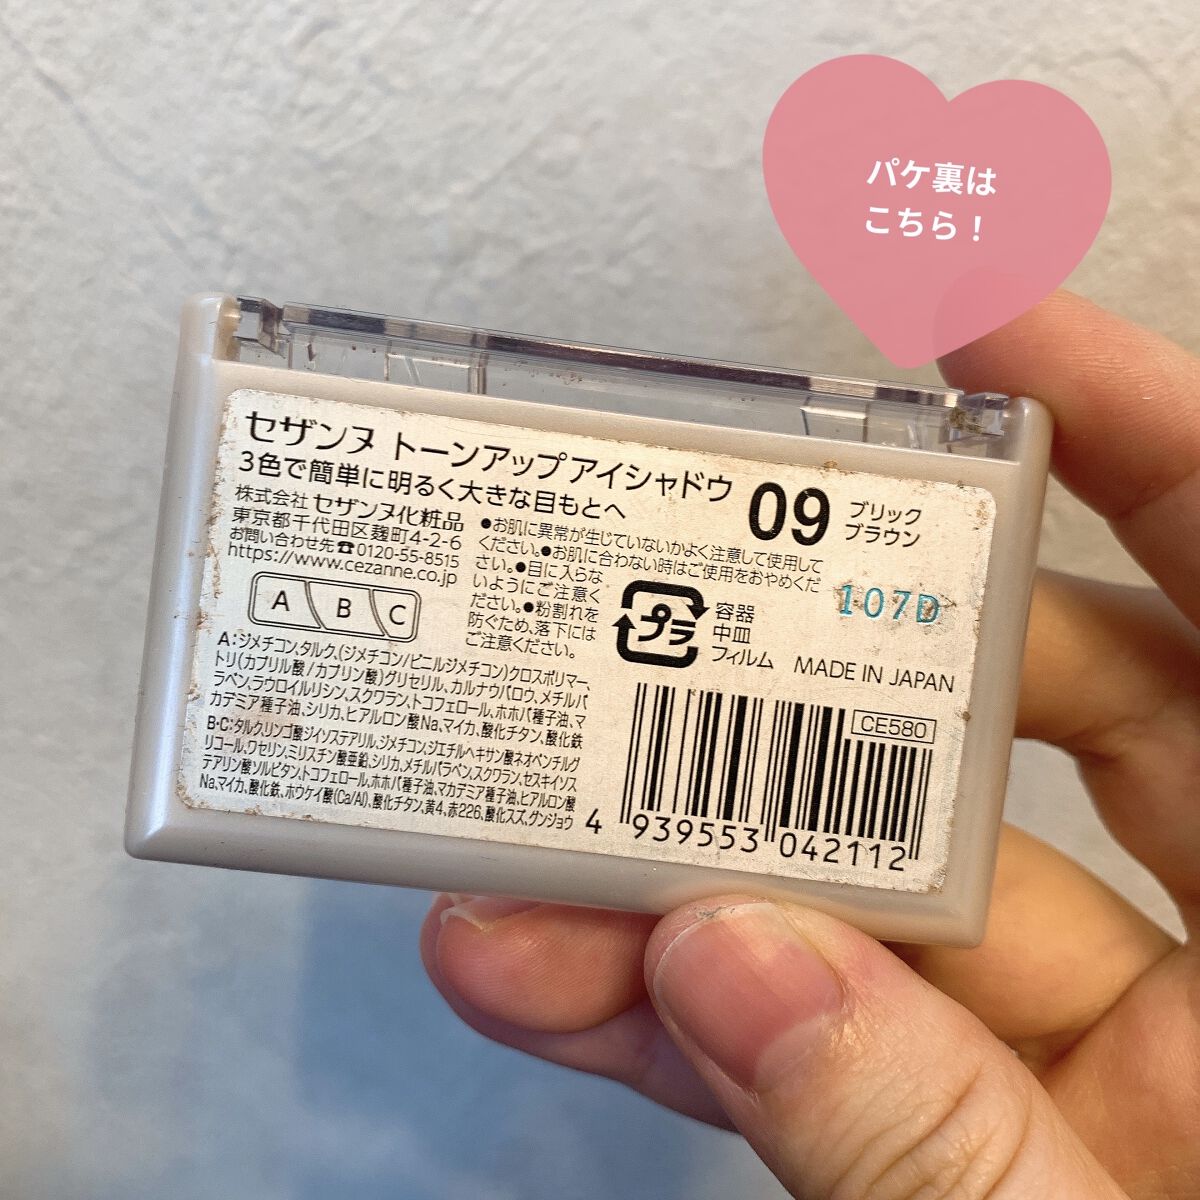 パケ裏は
こちら！
セザンヌ トーンアップアイシャドウ
3色で簡単に明るく大きな目もとへ
09
ブリック
ブラウン
株式会社 セザンヌ化粧品
東京都千代田区麹町4-2-6
お問い合わせ先☎0120-55-8515
https://www.cezanne.co.jp
●お肌に異常が生じていないかよく注意して使用して
ください。●お肌に合わない時はご使用をおやめくだ
さい。●目に入らな
いようにご注意く
ださい。●粉割れを
防ぐため、落下には
ご注意ください。
A B C
プラ
容器
中皿
フィルム
107D
MADE IN JAPAN
A：ジメチコン,タルク,(ジメチコン/ビニルジメチコン)クロスポリマー,
トリ(カプリル酸/カプリン酸)グリセリル,カルナウバロウ,メチルパ
ラベン,ラウロイルリシン,スクワラン,トコフェロール,ホホバ種子油,マ
カデミア種子油,シリカ,ヒアルロン酸Na,マイカ,酸化チタン,酸化鉄
B・C：タルク,リンゴ酸ジイソステアリル,ジメチコン,ジエチルヘキサン酸ネオペンチルグ
リコール,ワセリン,ミリスチン酸亜鉛,シリカ,メチルパラベン,スクワラン,セスキイソス
テアリン酸ソルビタン,トコフェロール,ホホバ種子油,マカデミア種子油,ヒアルロン酸
Na,マイカ,酸化鉄,ホウケイ酸(Ca/Al),酸化チタン,黄4,赤226,酸化スズ,グンジョウ
CE580
4 939553 042112